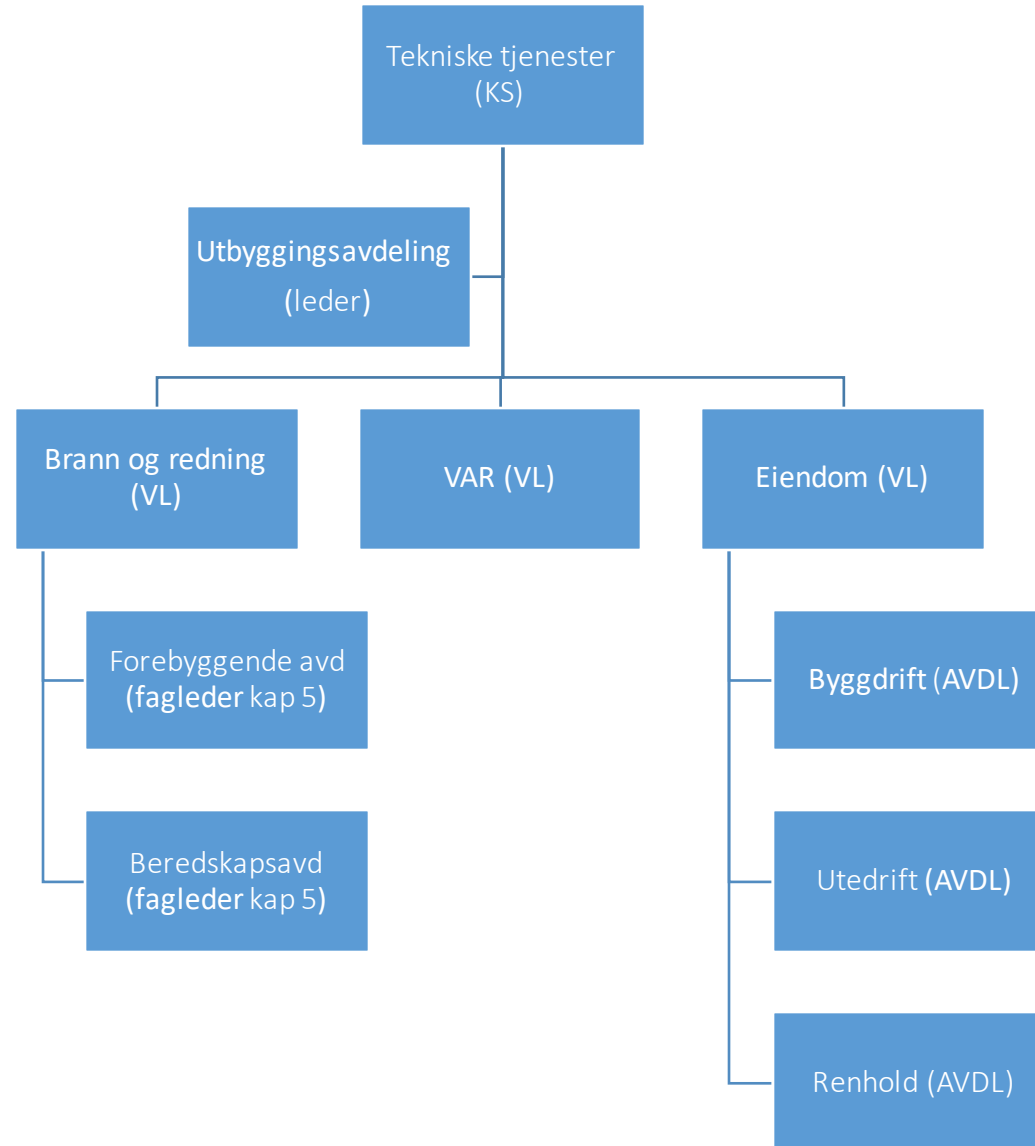 Tekniske tjenester
(KS)
Utbyggingsavdeling
(leder)
Brann og redning
(VL)
VAR (VL)
Eiendom (VL)
Forebyggende avd
(fagleder kap 5)
Beredskapsavd
(fagleder kap 5)
Byggdrift (AVDL)
Utedrift (AVDL)
Renhold (AVDL)